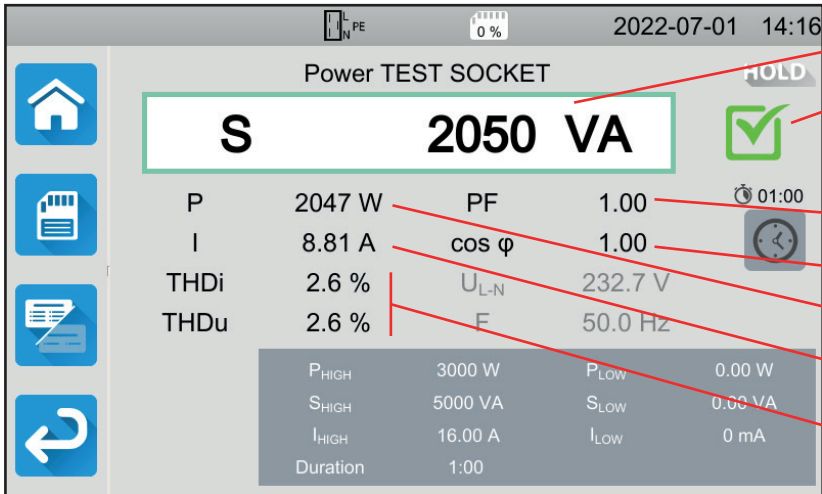 L
N PE 0 % 2022-07-01 14:16
Power TEST SOCKET HOLD
S 2050 VA
P 2047 W PF 1.00 01:00
I 8.81 A cos φ 1.00
THDi 2.6 % UL-N 232.7 V
THDu 2.6 % F 50.0 Hz
PHIGH 3000 W PLOW 0.00 W
SHIGH 5000 VA SLOW 0.00 VA
IHIGH 16.00 A ILOW 0 mA
Duration 1:00